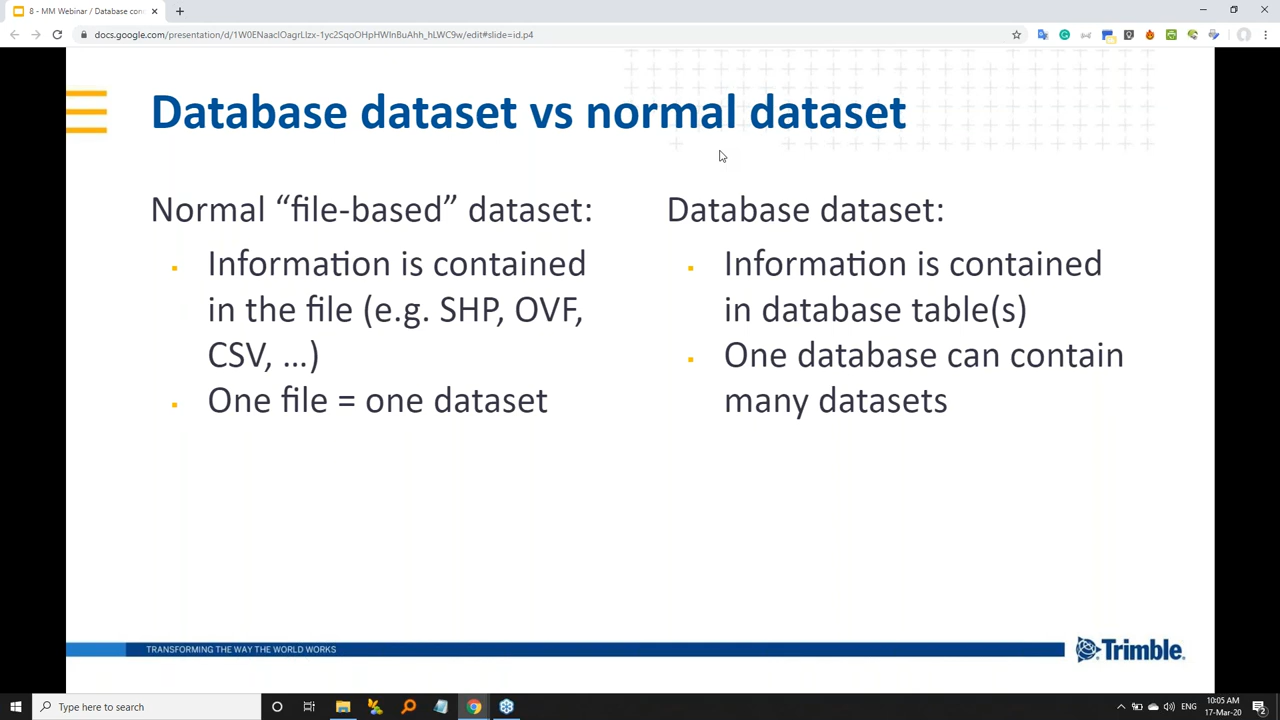 8 - MM Webinar / Database con
docs.google.com/presentation/d/1W0ENaacIOagrLIzx-1yc2SqoOHpHWlnBuAhh_hLWC9w/edit#slide=id.p4
Database dataset vs normal dataset
Normal “file-based” dataset:
Information is contained
in the file (e.g. SHP, OVF,
CSV, …)
One file = one dataset
Database dataset:
Information is contained
in database table(s)
One database can contain
many datasets
TRANSFORMING THE WAY THE WORLD WORKS
Trimble
Type here to search
ENG
10:05 AM
17-Mar-20
2